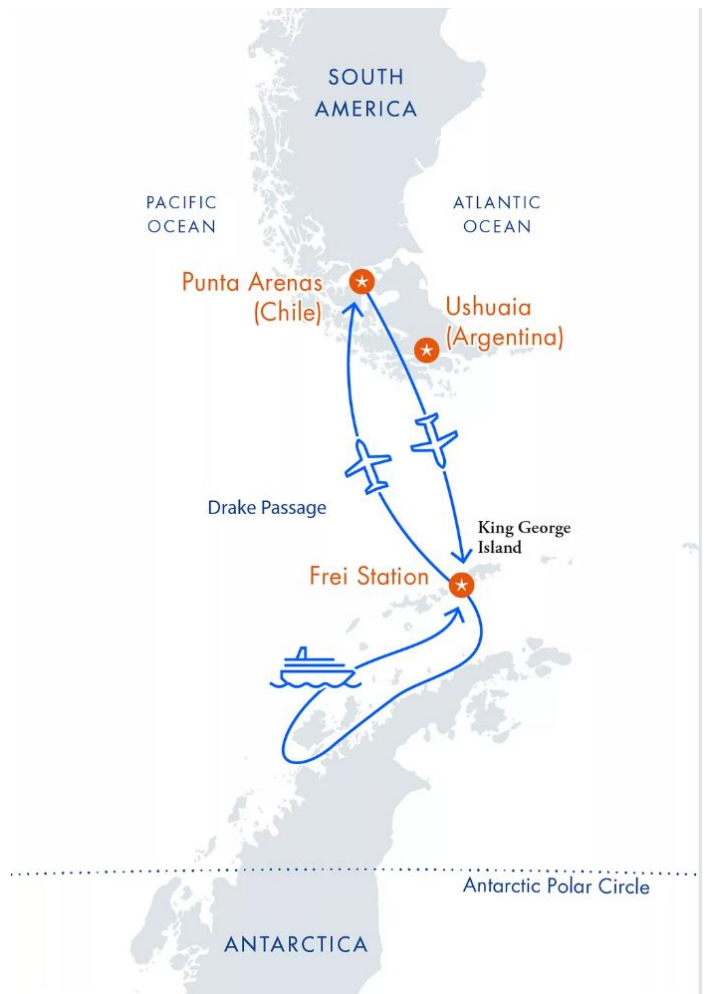 SOUTH
AMERICA
PACIFIC
OCEAN
ATLANTIC
OCEAN
Punta Arenas
(Chile)
Ushuaia
(Argentina)
Drake Passage
King George
Island
Frei Station
Antarctic Polar Circle
ANTARCTICA